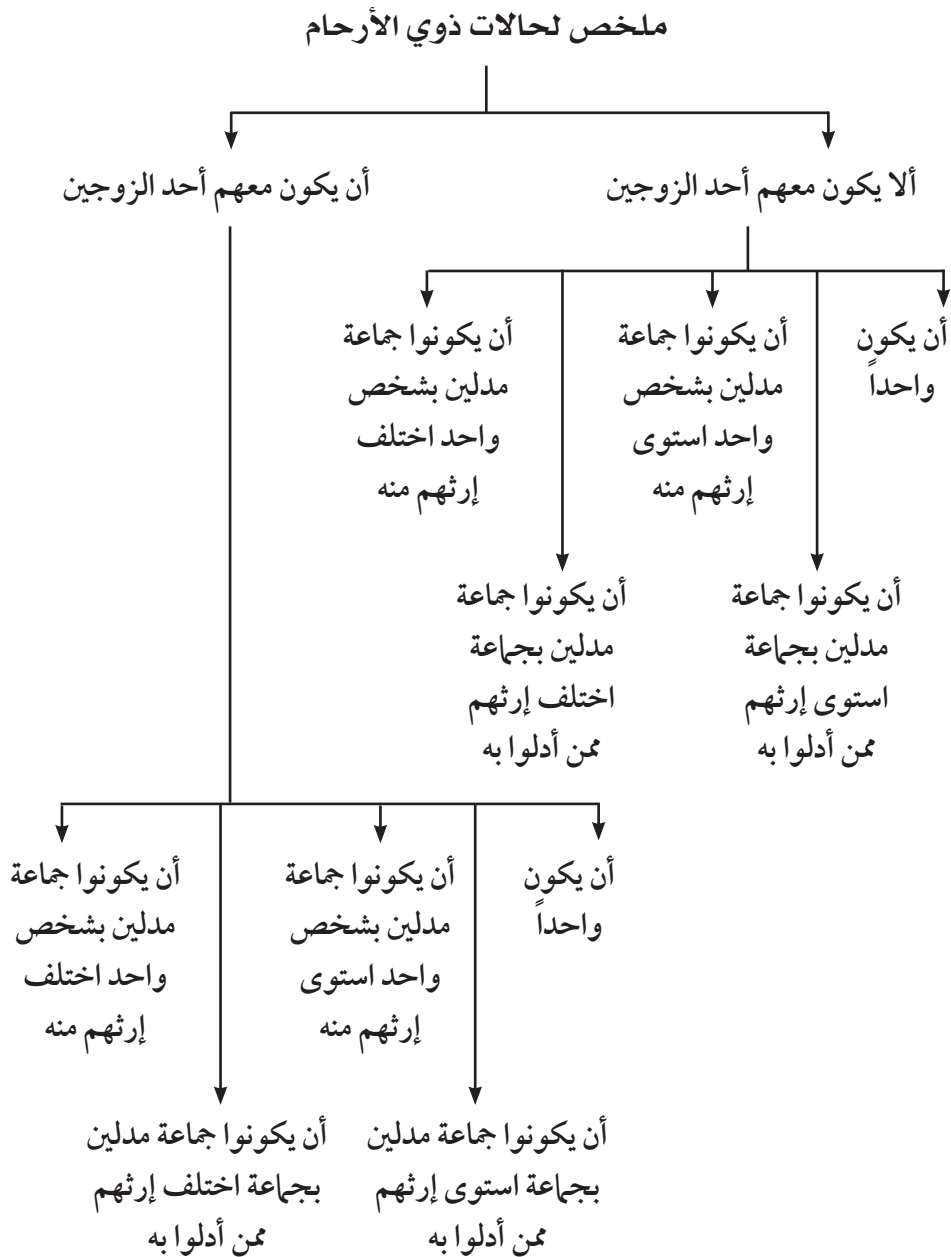 ملخص لحالات ذوي الأرحام
ألا يكون معهم أحد الزوجين
أن يكون معهم أحد الزوجين
أن يكون
واحداً
أن يكونوا جماعة
مدلين بشخص
واحد استوى
إرثهم منه
أن يكونوا جماعة
مدلين بشخص
واحد اختلف
إرثهم منه
أن يكونوا جماعة
مدلين بجماعة
استوى إرثهم
ممن أدلوا به
أن يكونوا جماعة
مدلين بجماعة
اختلف إرثهم
ممن أدلوا به
أن يكون
واحداً
أن يكونوا جماعة
مدلين بشخص
واحد استوى
إرثهم منه
أن يكونوا جماعة
مدلين بشخص
واحد اختلف
إرثهم منه
أن يكونوا جماعة مدلين
بجماعة استوى إرثهم
ممن أدلوا به
أن يكونوا جماعة مدلين
بجماعة اختلف إرثهم
ممن أدلوا به